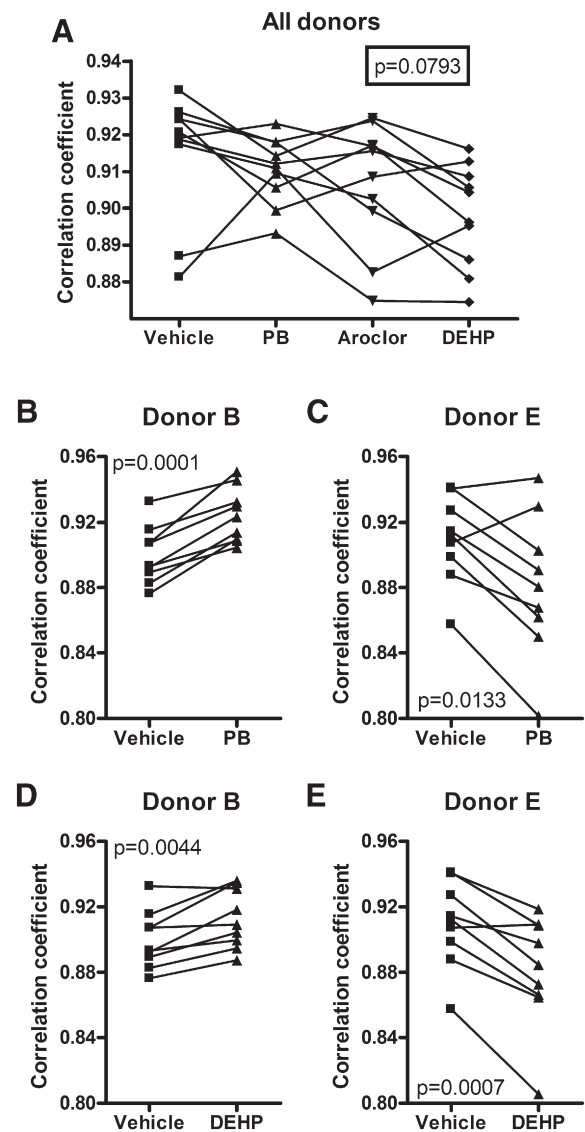 A
All donors
p=0.0793
Correlation coefficient
0.94
0.93
0.92
0.91
0.90
0.89
0.88
Vehicle PB Aroclor DEHP
B
Donor B
p=0.0001
Correlation coefficient
0.96
0.92
0.88
0.84
0.80
Vehicle PB
C
Donor E
Correlation coefficient
0.96
0.92
0.88
0.84
0.80
p=0.0133
Vehicle PB
D
Donor B
p=0.0044
Correlation coefficient
0.96
0.92
0.88
0.84
0.80
Vehicle DEHP
E
Donor E
Correlation coefficient
0.96
0.92
0.88
0.84
0.80
p=0.0007
Vehicle DEHP